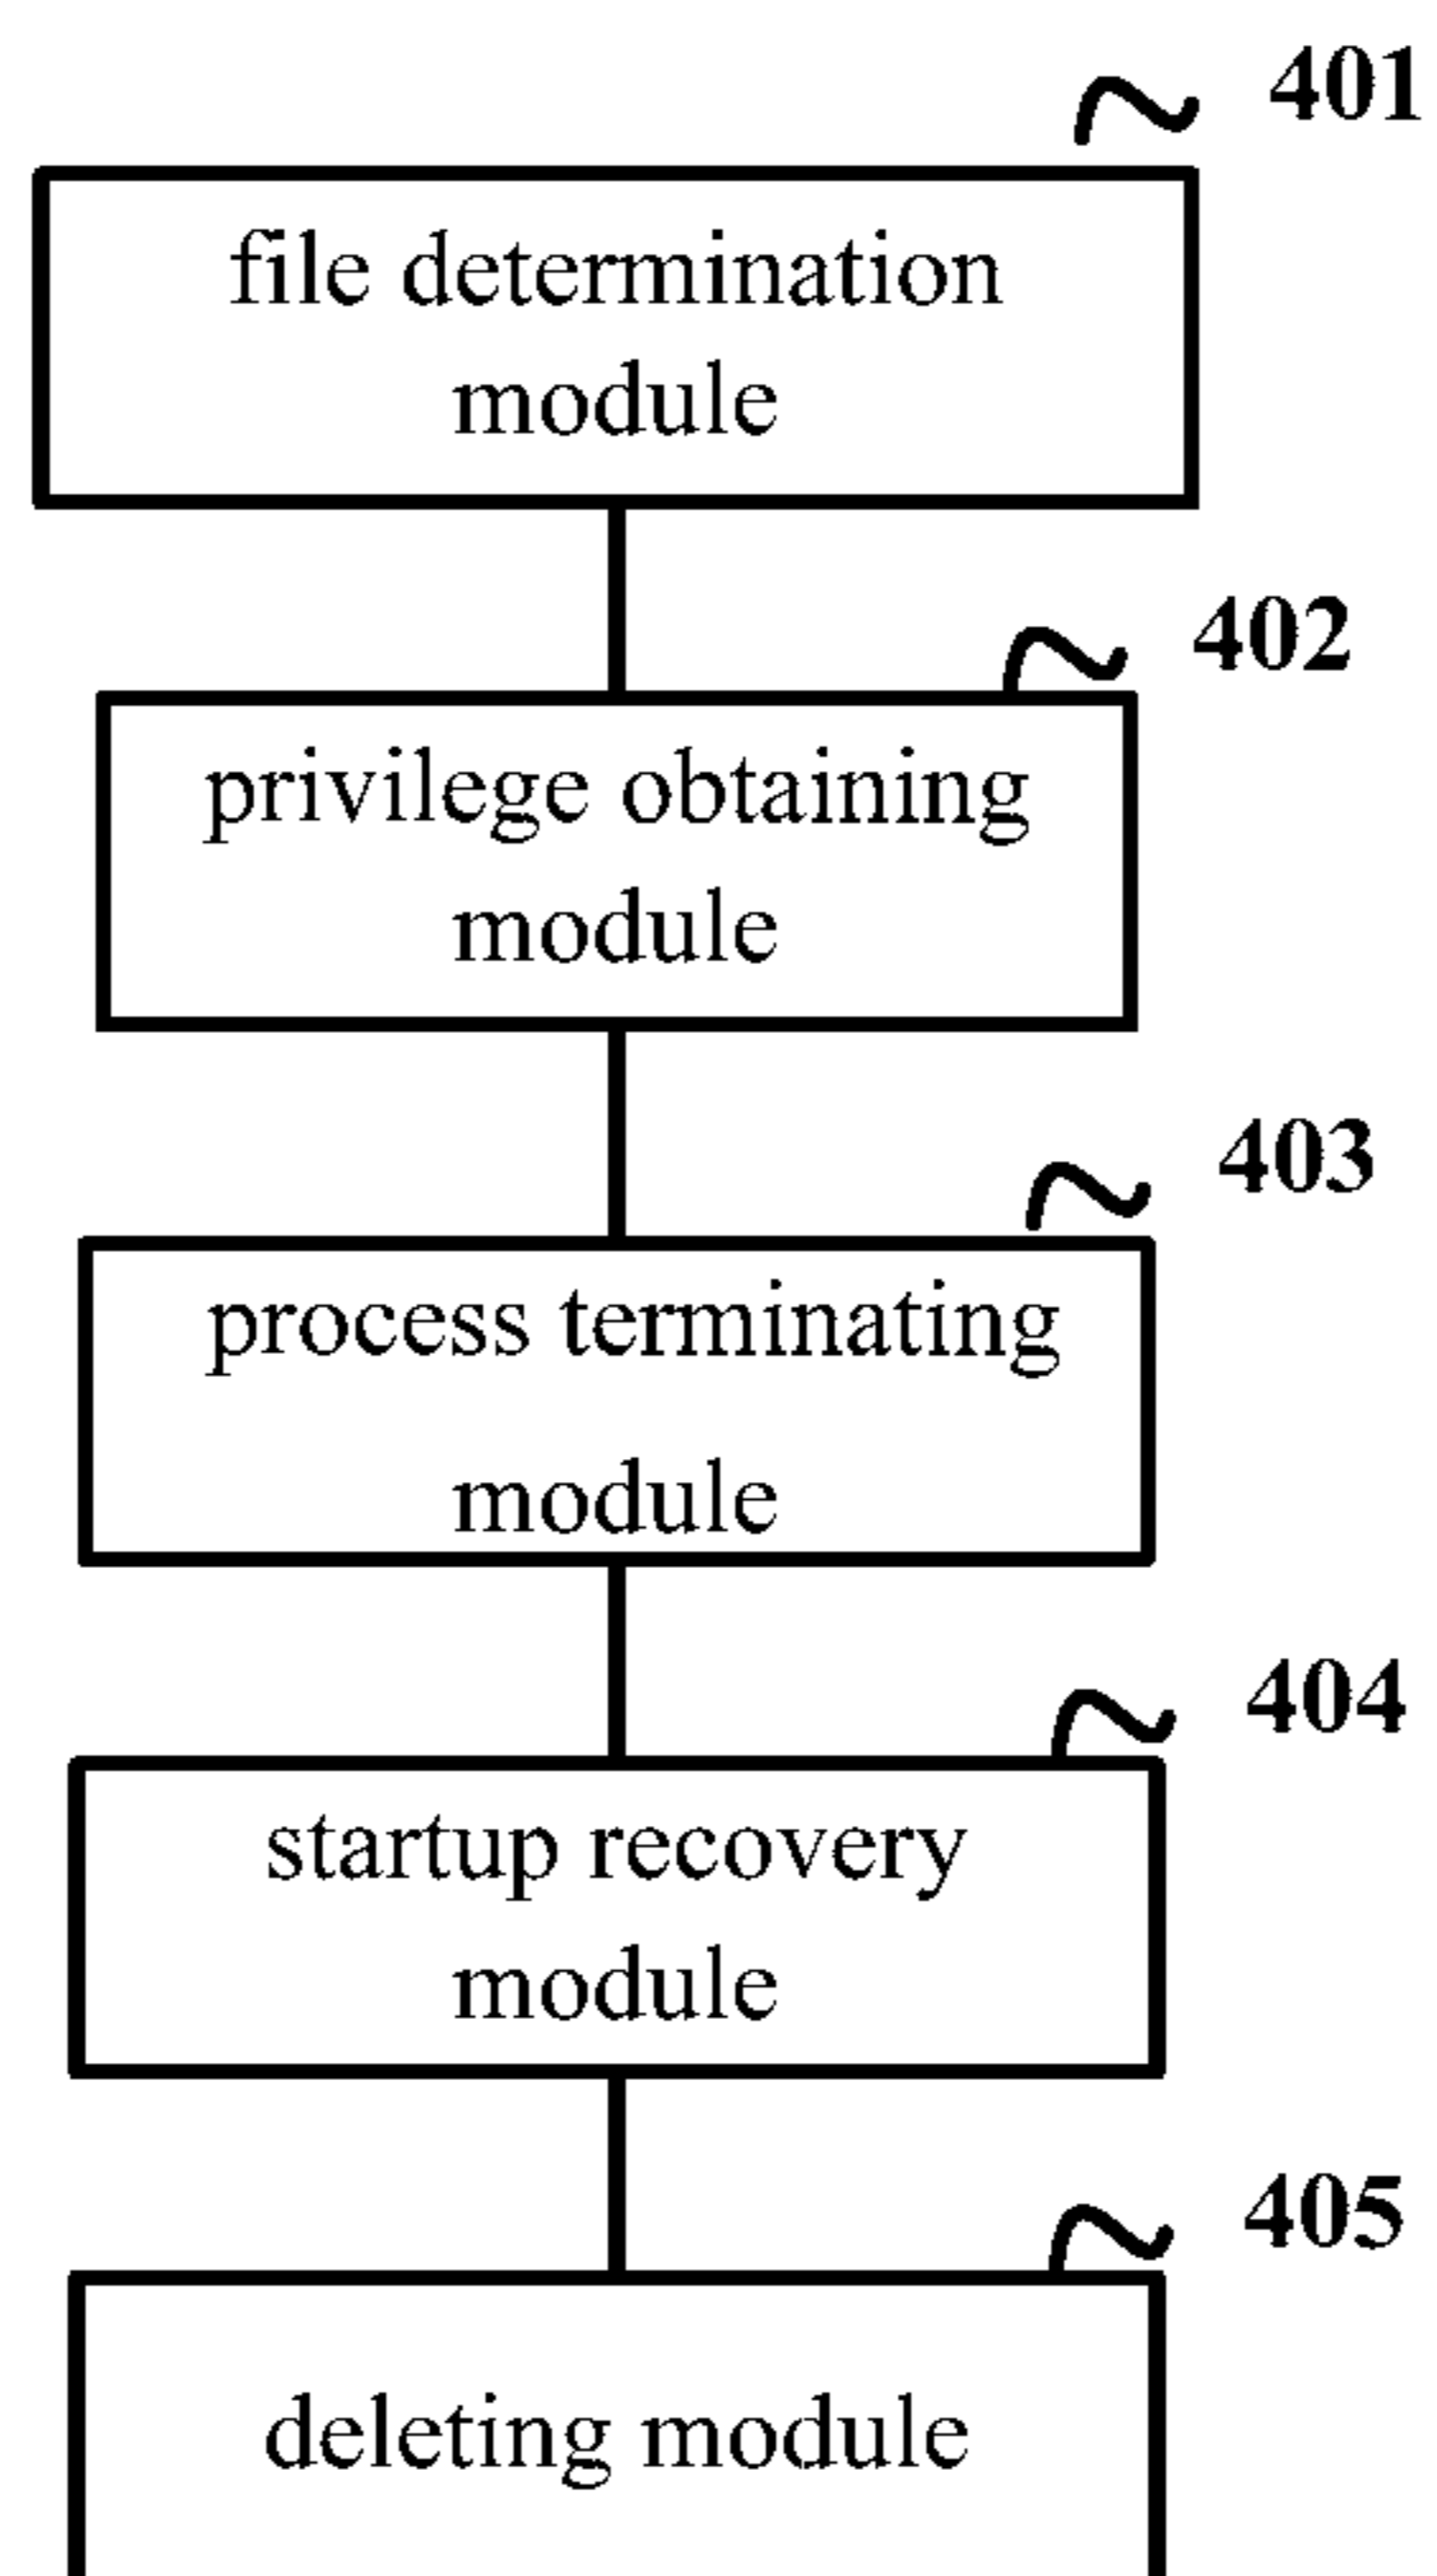 401
file determination
module
402
privilege obtaining
module
403
process terminating
module
404
startup recovery
module
405
deleting module